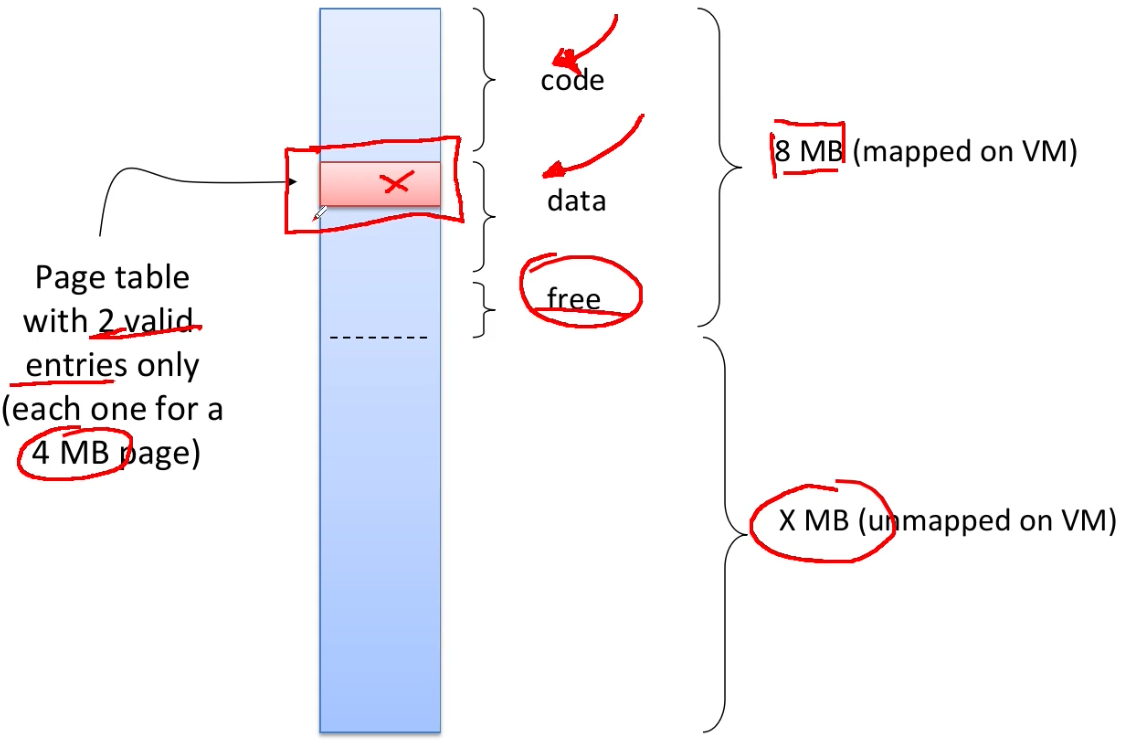 code
8 MB (mapped on VM)
data
Page table
with 2 valid
entries only
(each one for a
4 MB page)
free
X MB (unmapped on VM)